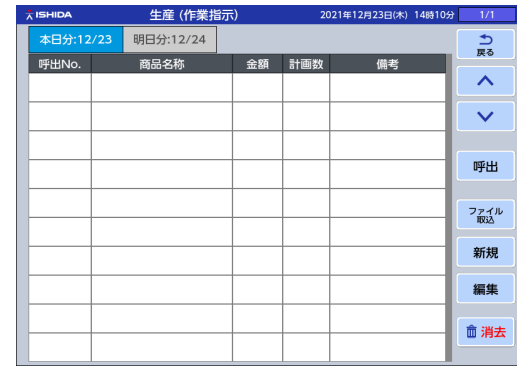 ISHIDA 生産 (作業指示) 2021年12月23日(木) 14時10分 1/1
本日分:12/23 明日分:12/24
戻る
呼出No. 商品名称 金額 計画数 備考
呼出
ファイル
取込
新規
編集
消去